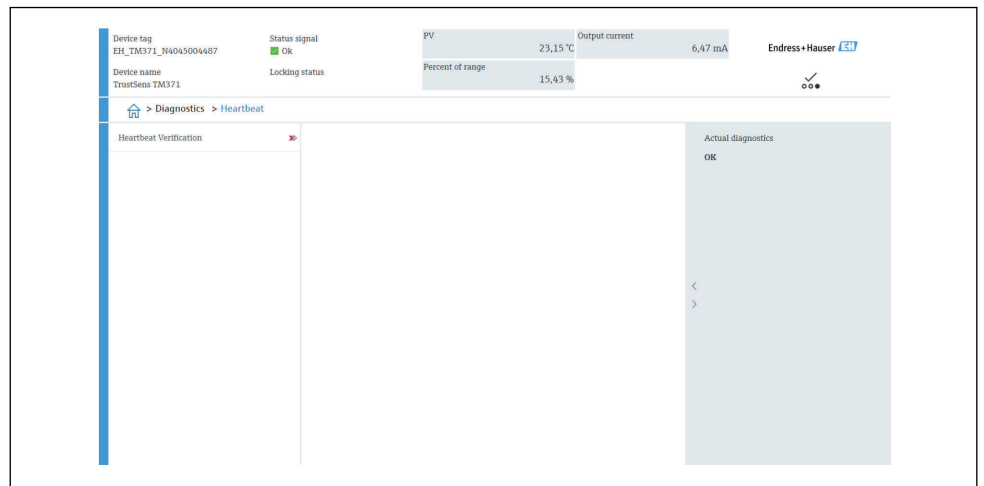 Device tag
EH_TM371_N4045004487
Status signal
Ok
PV
23,15 °C
Output current
6,47 mA
Endress+Hauser EH
Device name
TrustSens TM371
Locking status
Percent of range
15,43 %
> Diagnostics > Heartbeat
Heartbeat Verification
Actual diagnostics
OK